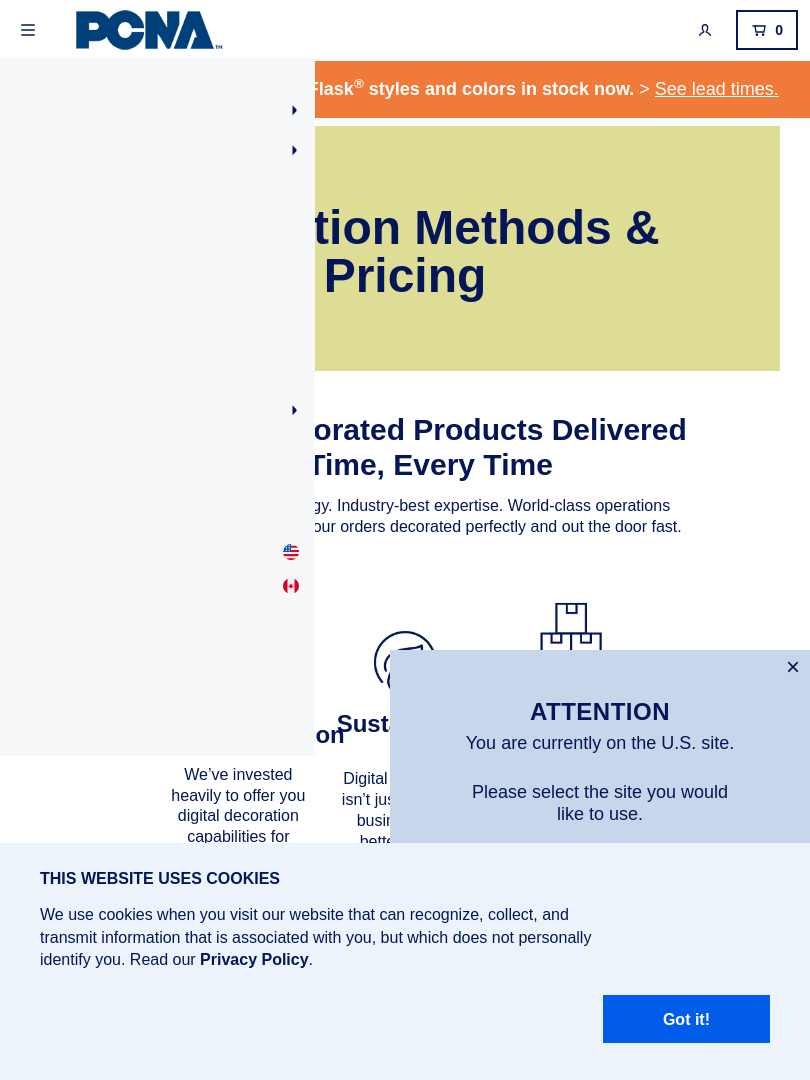 PCNA™
0
Flask® styles and colors in stock now. > See lead times.
tion Methods &
Pricing
orated Products Delivered
Time, Every Time
gy. Industry-best expertise. World-class operations
our orders decorated perfectly and out the door fast.
Susta
on
We’ve invested
heavily to offer you
digital decoration
capabilities for
Digital
isn’t jus
busin
bette
ATTENTION
You are currently on the U.S. site.
Please select the site you would
like to use.
THIS WEBSITE USES COOKIES
We use cookies when you visit our website that can recognize, collect, and
transmit information that is associated with you, but which does not personally
identify you. Read our Privacy Policy.
Got it!